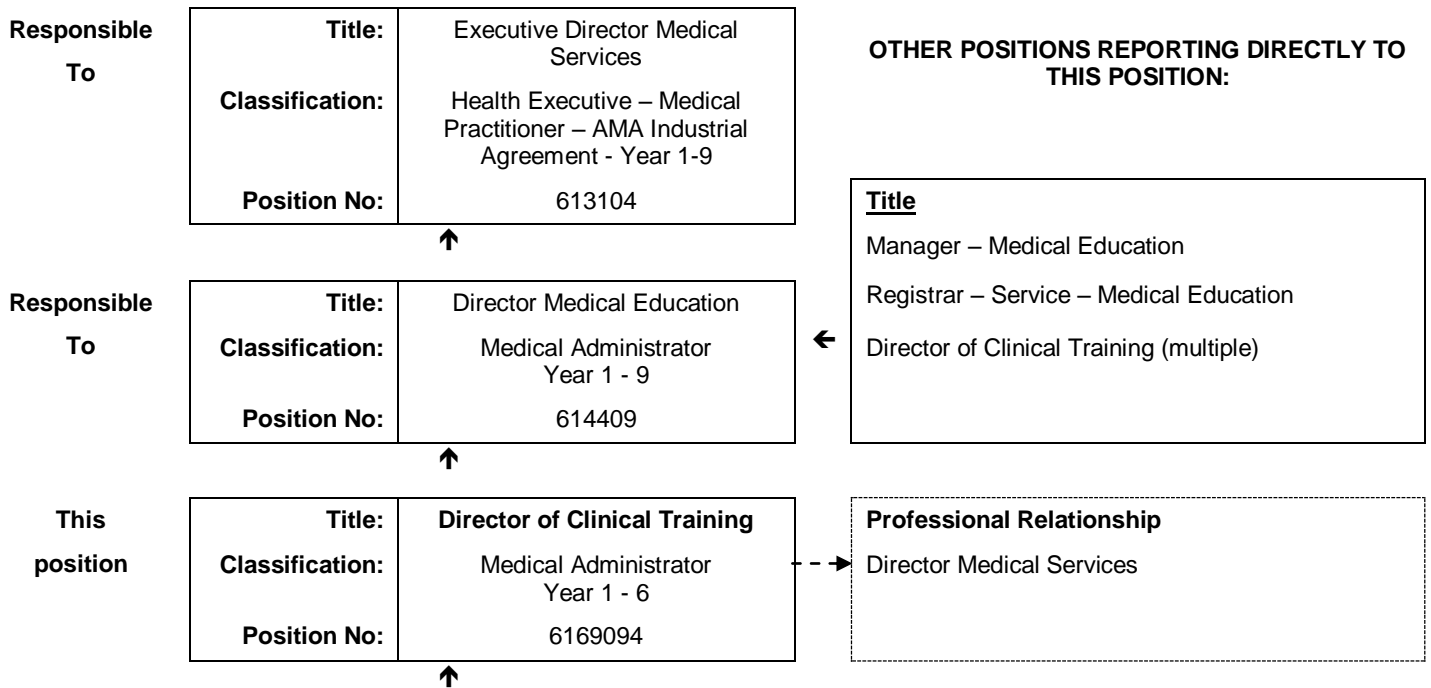 Responsible
To
Title:
Executive Director Medical
Services
Classification:
Health Executive – Medical
Practitioner – AMA Industrial
Agreement - Year 1-9
Position No:
613104
OTHER POSITIONS REPORTING DIRECTLY TO
THIS POSITION:
Title
Manager – Medical Education
Registrar – Service – Medical Education
Director of Clinical Training (multiple)
Responsible
To
Title:
Director Medical Education
Classification:
Medical Administrator
Year 1 - 9
Position No:
614409
This
position
Title:
Director of Clinical Training
Classification:
Medical Administrator
Year 1 - 6
Position No:
6169094
Professional Relationship
Director Medical Services